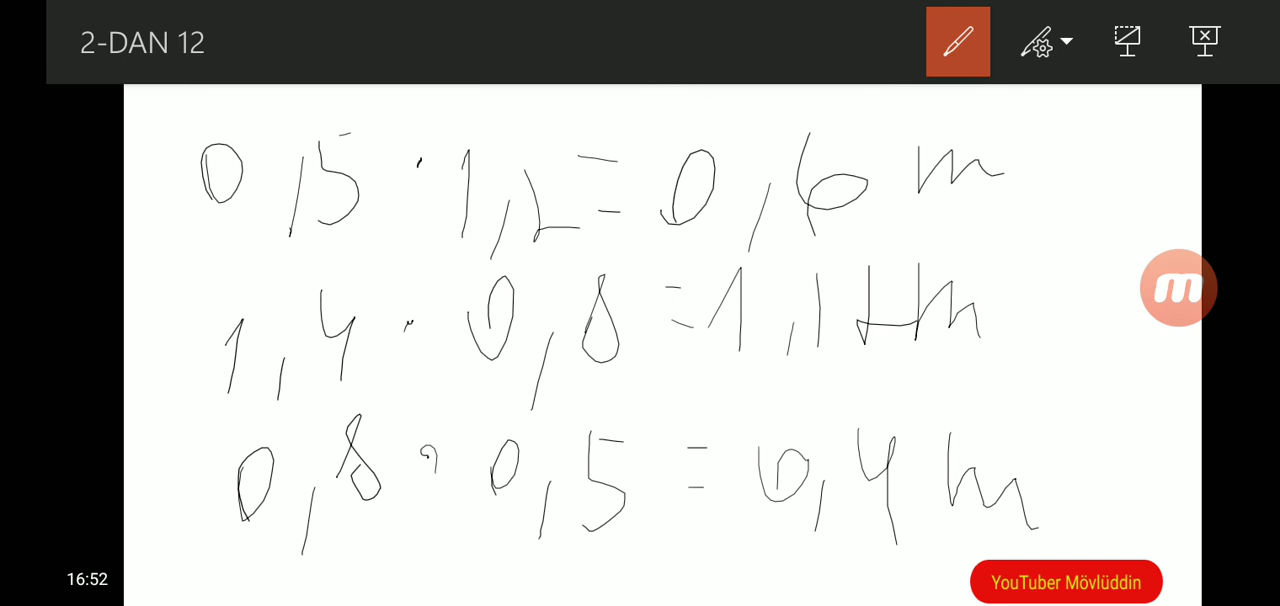 2-DAN 12
0,5 · 1,2 = 0,6 m
1,4 · 0,8 = 1,12 m
0,8 · 0,5 = 0,4 m
16:52
YouTuber Mövlüddin